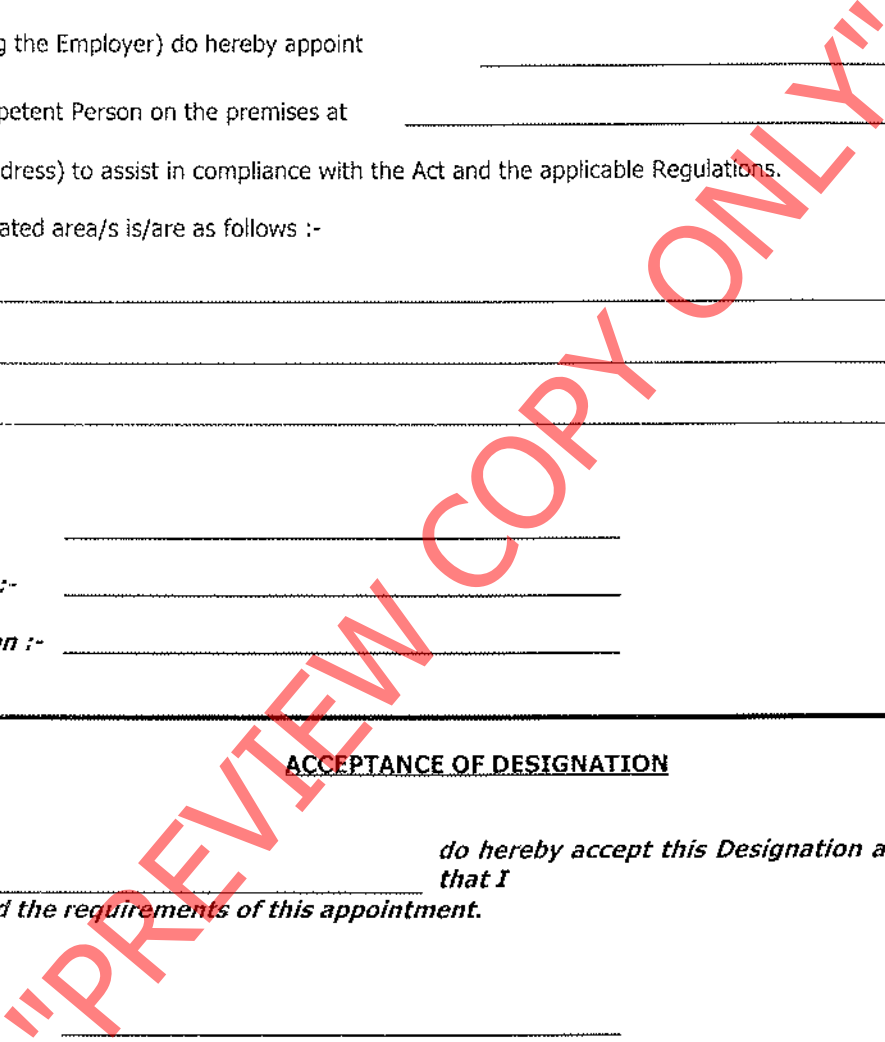 g the Employer) do hereby appoint
petent Person on the premises at
dress) to assist in compliance with the Act and the applicable Regulations.
ated area/s is/are as follows :-
:-
on :-
ACCEPTANCE OF DESIGNATION
do hereby accept this Designation a
that I
d the requirements of this appointment.
"PREVIEW COPY ONLY"